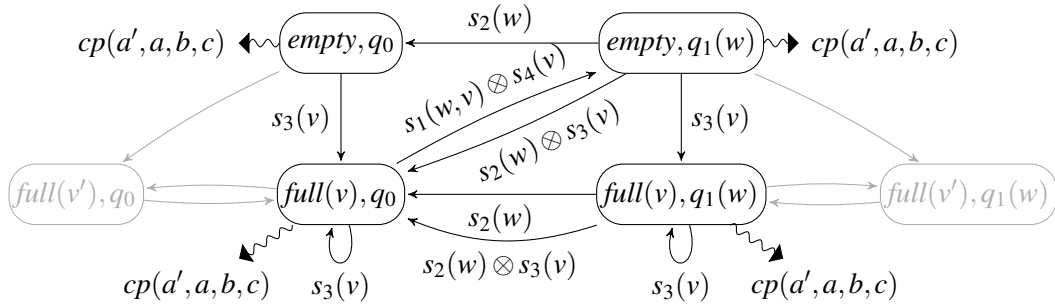 s₂(w)
cp(a′,a,b,c) empty,q₀ empty,q₁(w) cp(a′,a,b,c)
s₁(w,v)⊗s₄(v)
s₃(v) s₂(w)⊗s₃(v) s₃(v)
full(v′),q₀ full(v),q₀ full(v),q₁(w) full(v′),q₁(w)
s₂(w)
s₂(w)⊗s₃(v)
cp(a′,a,b,c) s₃(v) s₃(v) cp(a′,a,b,c)